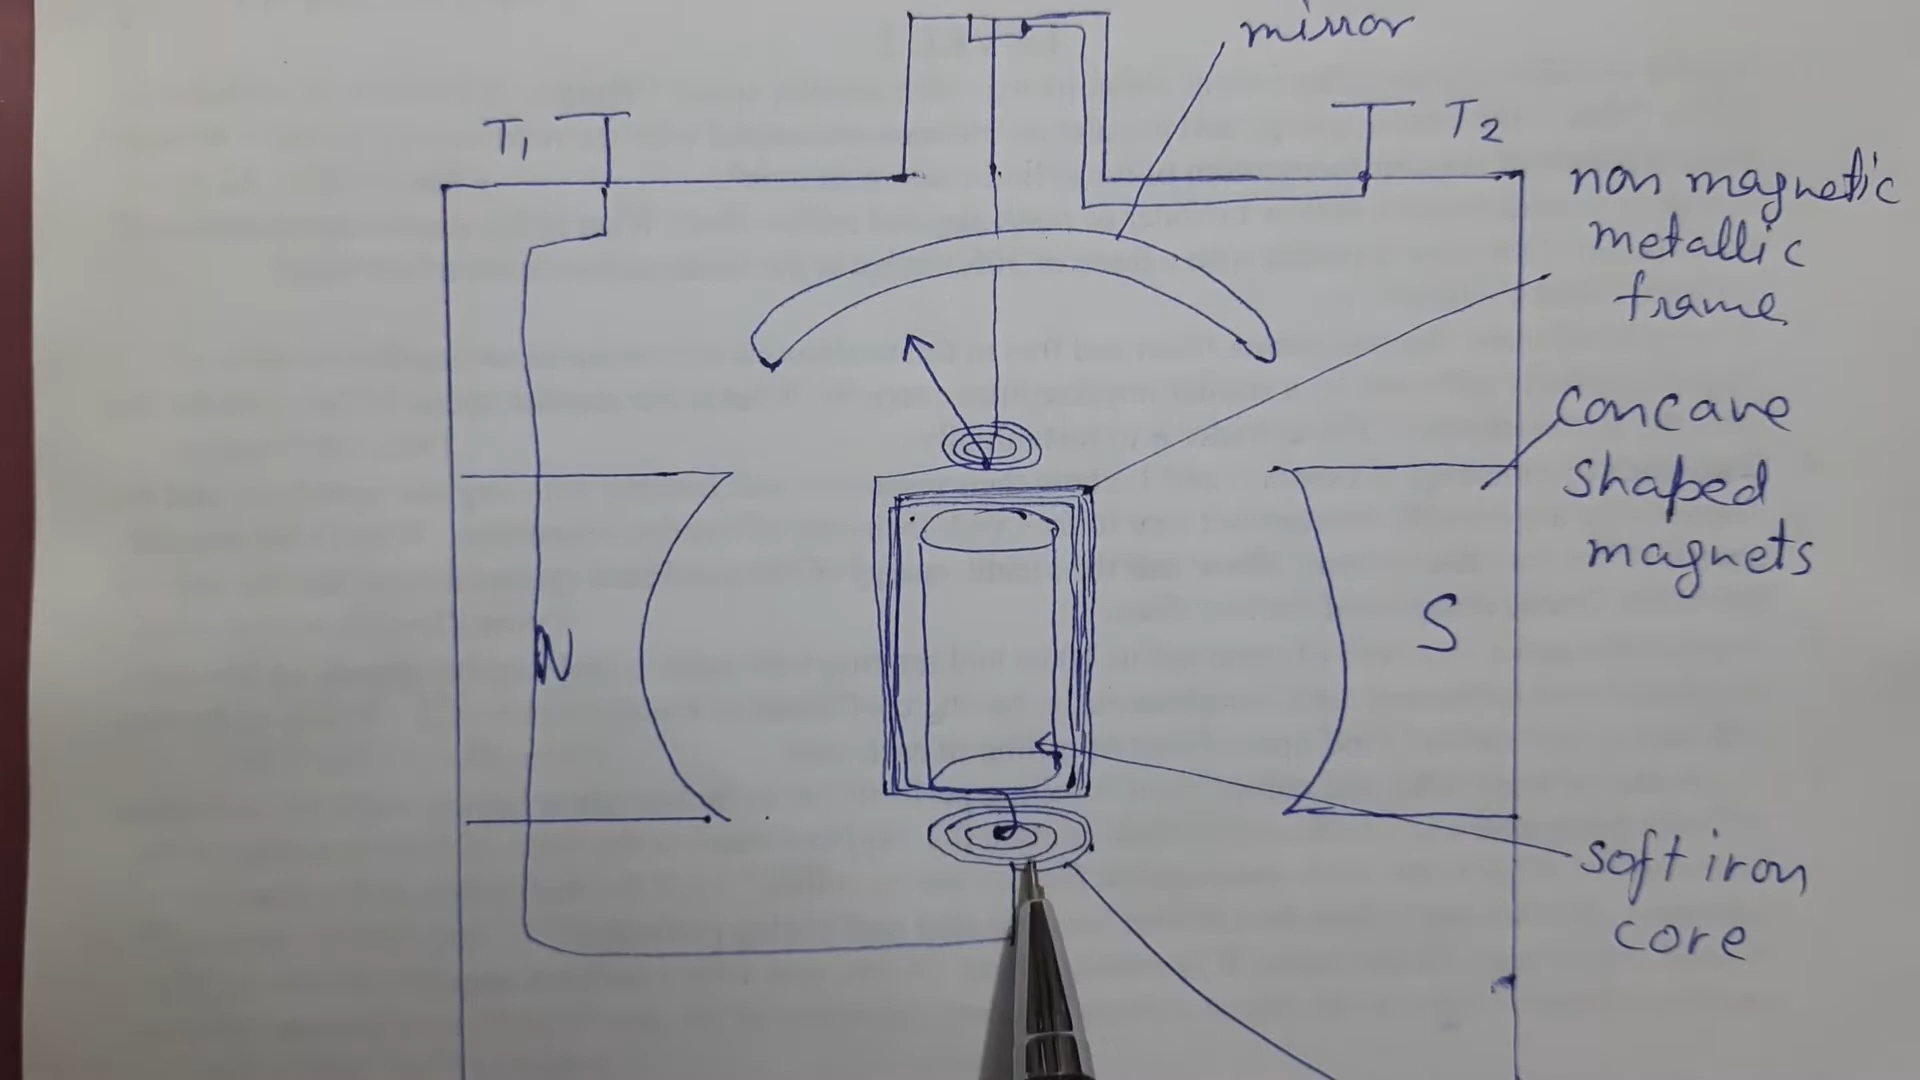 mirror
T1
T2
non magnetic
metallic
frame
concave
shaped
magnets
N
S
soft iron
core